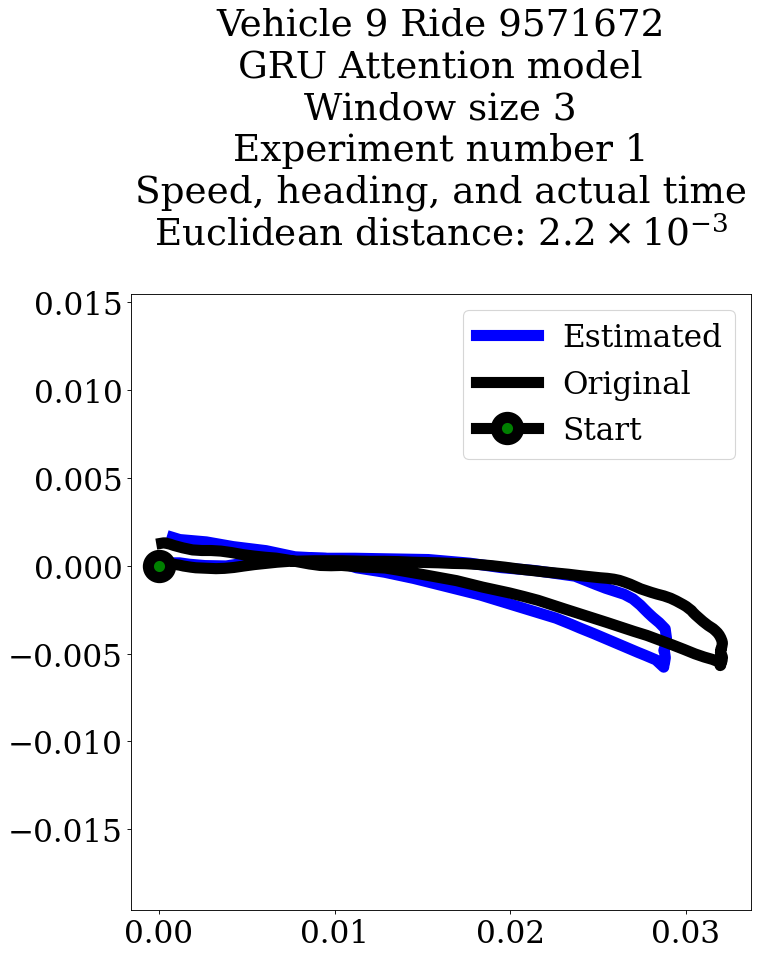 Vehicle 9 Ride 9571672
GRU Attention model
Window size 3
Experiment number 1
Speed, heading, and actual time
Euclidean distance: 2.2 × 10⁻³
Estimated
Original
Start
0.015
0.010
0.005
0.000
−0.005
−0.010
−0.015
0.00 0.01 0.02 0.03